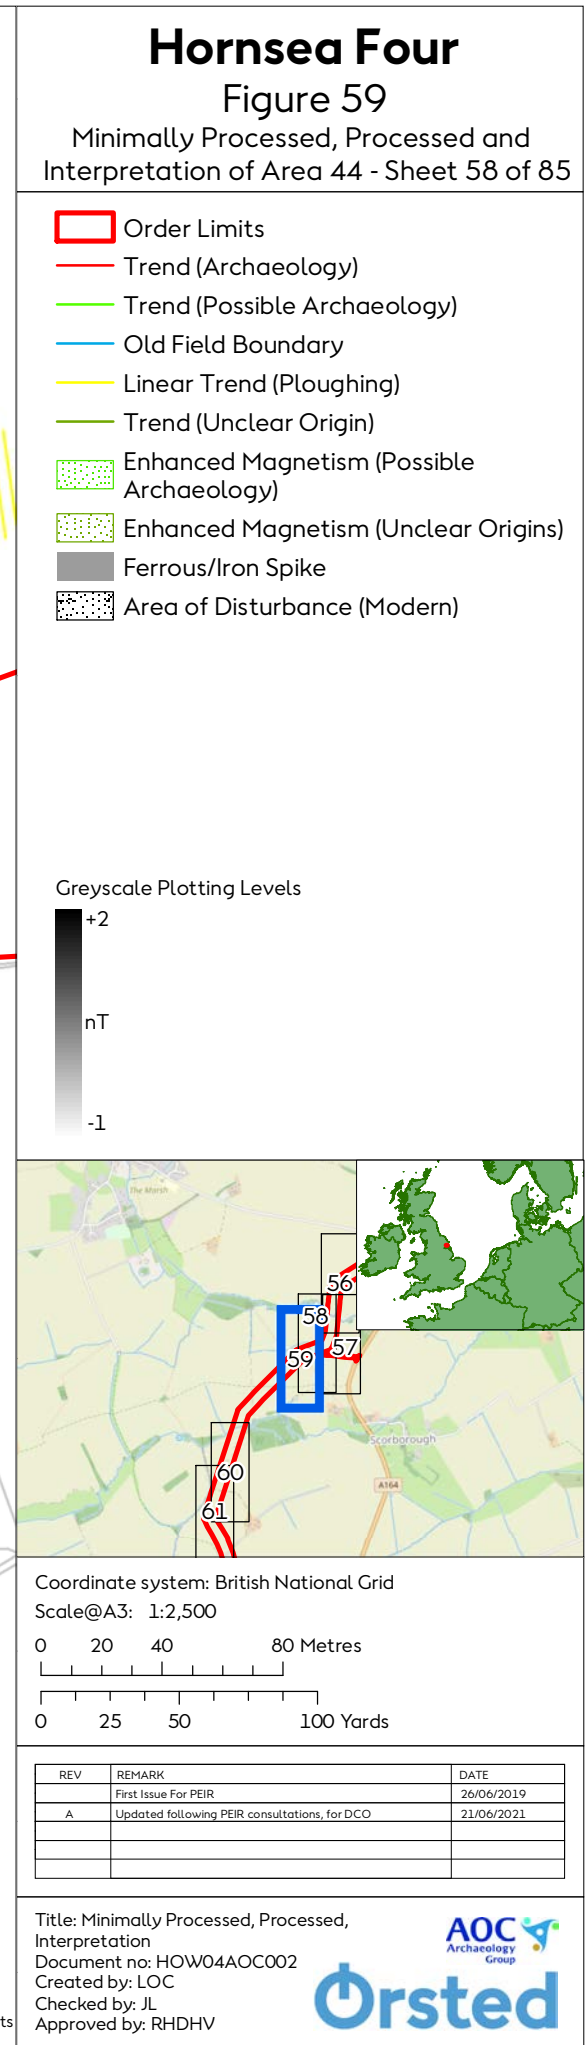 Hornsea Four
Figure 59
Minimally Processed, Processed and
Interpretation of Area 44 - Sheet 58 of 85
Order Limits
Trend (Archaeology)
Trend (Possible Archaeology)
Old Field Boundary
Linear Trend (Ploughing)
Trend (Unclear Origin)
Enhanced Magnetism (Possible
Archaeology)
Enhanced Magnetism (Unclear Origins)
Ferrous/Iron Spike
Area of Disturbance (Modern)
Greyscale Plotting Levels
+2
nT
-1
The Marsh
56
58
57
59
Scorborough
60
A164
61
Coordinate system: British National Grid
Scale@A3: 1:2,500
0 20 40 80 Metres
0 25 50 100 Yards
REV REMARK DATE
First Issue For PEIR 26/06/2019
A Updated following PEIR consultations, for DCO 21/06/2021
Title: Minimally Processed, Processed,
Interpretation
Document no: HOW04AOC002
Created by: LOC
Checked by: JL
Approved by: RHDHV
AOC
Archaeology
Group
Ørsted
ts